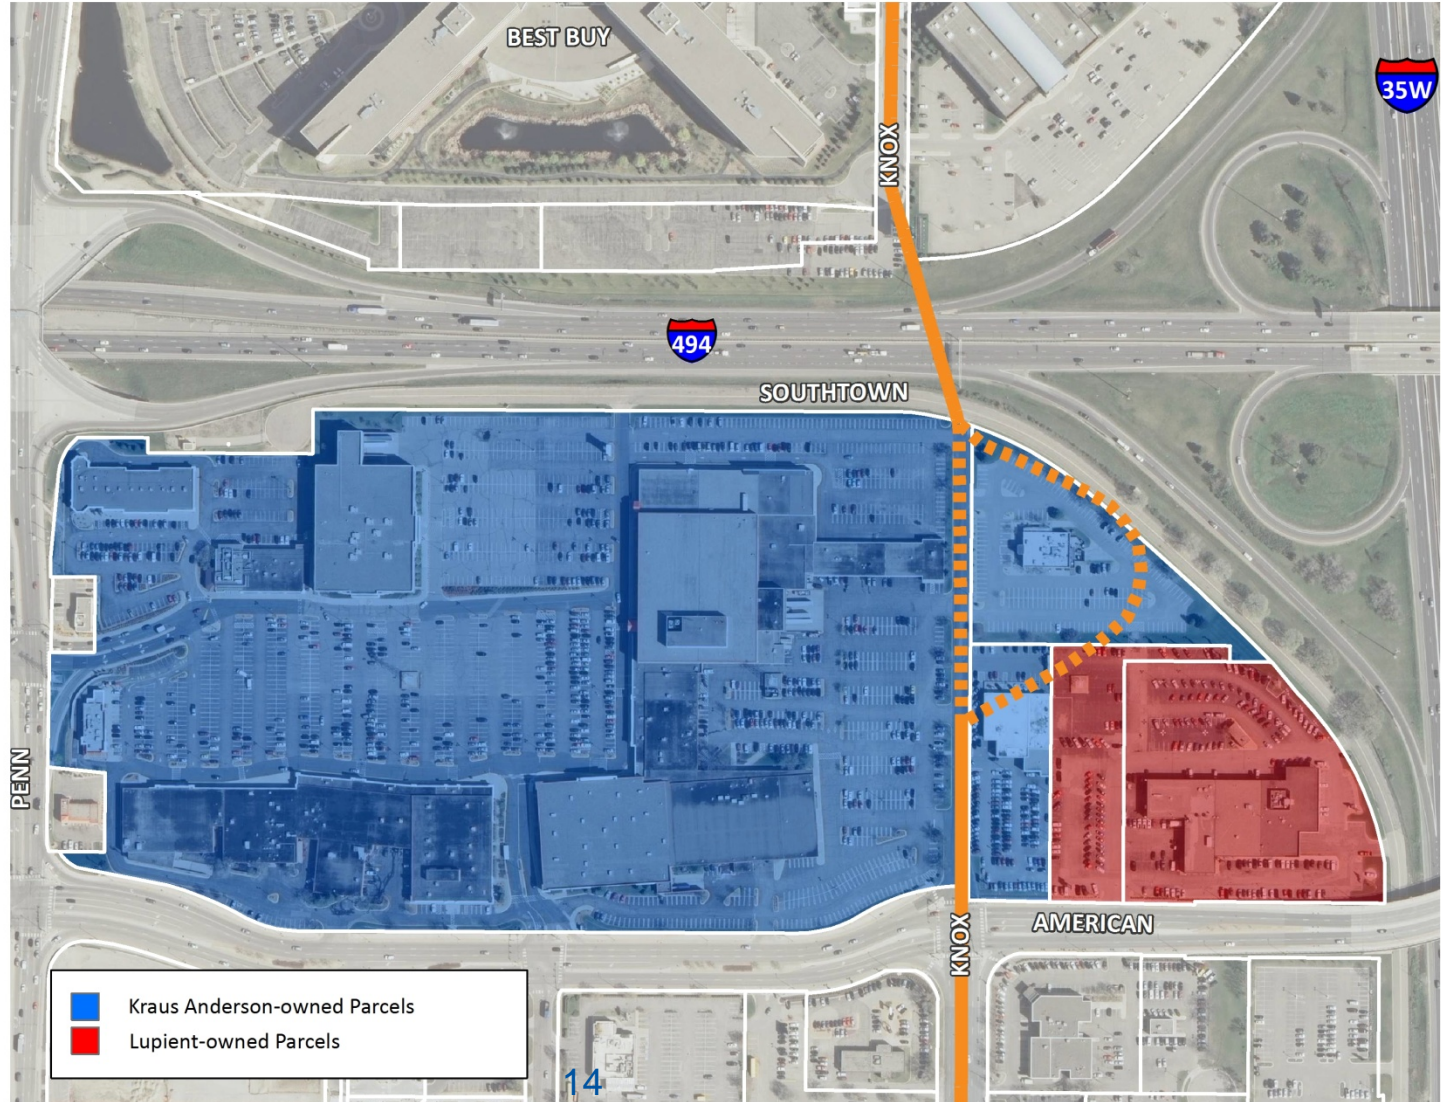 BEST BUY
35W
KNOX
494
SOUTHTOWN
PENN
KNOX
AMERICAN
Kraus Anderson-owned Parcels
Lupient-owned Parcels
14